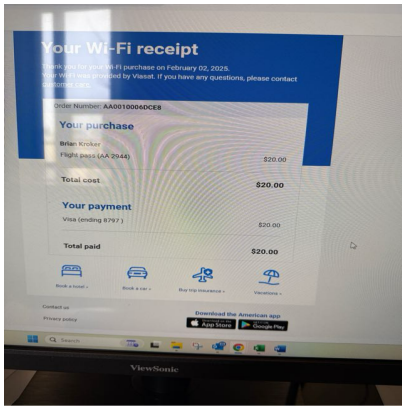 Your Wi-Fi receipt
Thank you for your Wi-Fi purchase on February 02, 2025.
Your Wi-Fi was provided by Viasat. If you have any questions, please contact
customer care.
Order Number: AA0010006DCE8
Your purchase
Brian Kroker
Flight pass (AA 2944) $20.00
Total cost $20.00
Your payment
Visa (ending 8797 ) $20.00
Total paid $20.00
Book a hotel » Book a car » Buy trip insurance » Vacations »
Contact us
Privacy policy
Download the American app
App Store Google Play
Search
ViewSonic